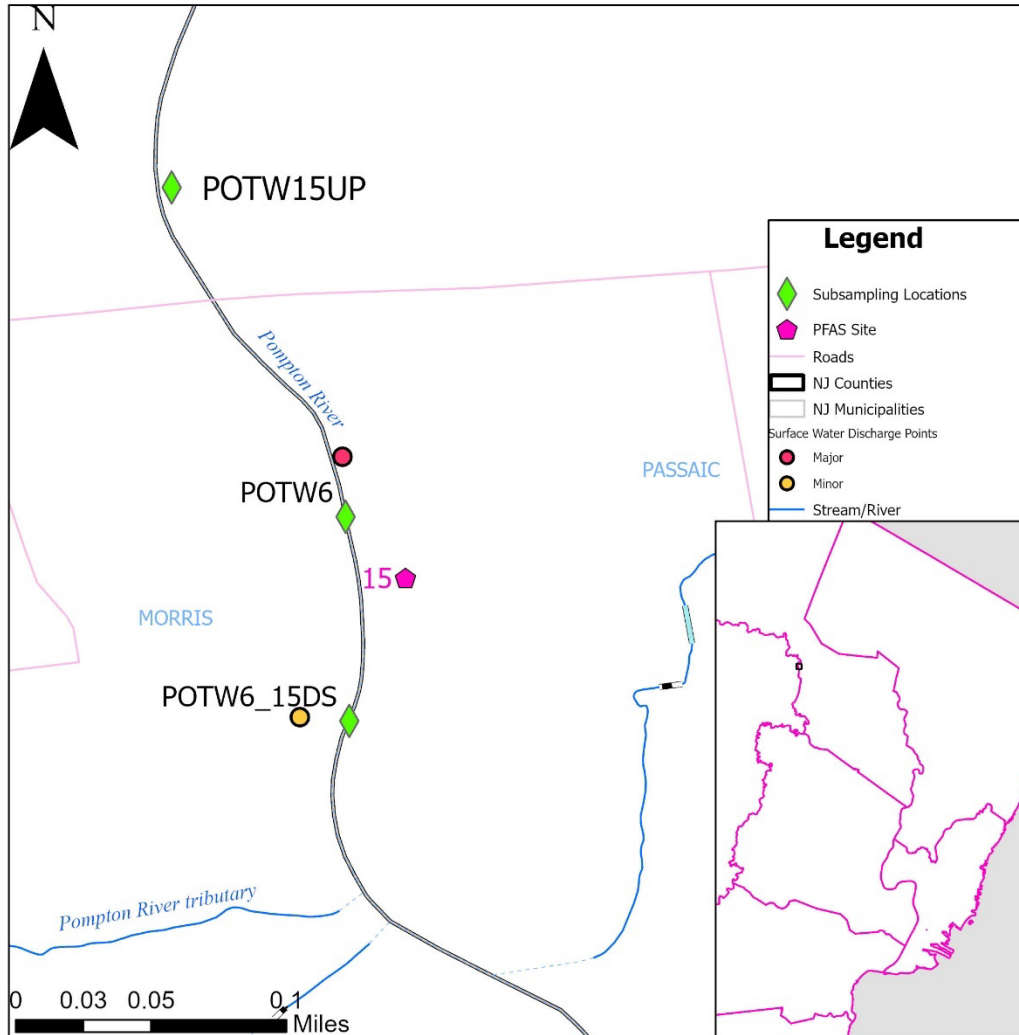 N
POTW15UP
Legend
Subsampling Locations
PFAS Site
Roads
NJ Counties
NJ Municipalities
Surface Water Discharge Points
Major
Minor
Stream/River
Pompton River
PASSAIC
POTW6
15
MORRIS
POTW6_15DS
Pompton River tributary
0 0.03 0.05 0.1
Miles